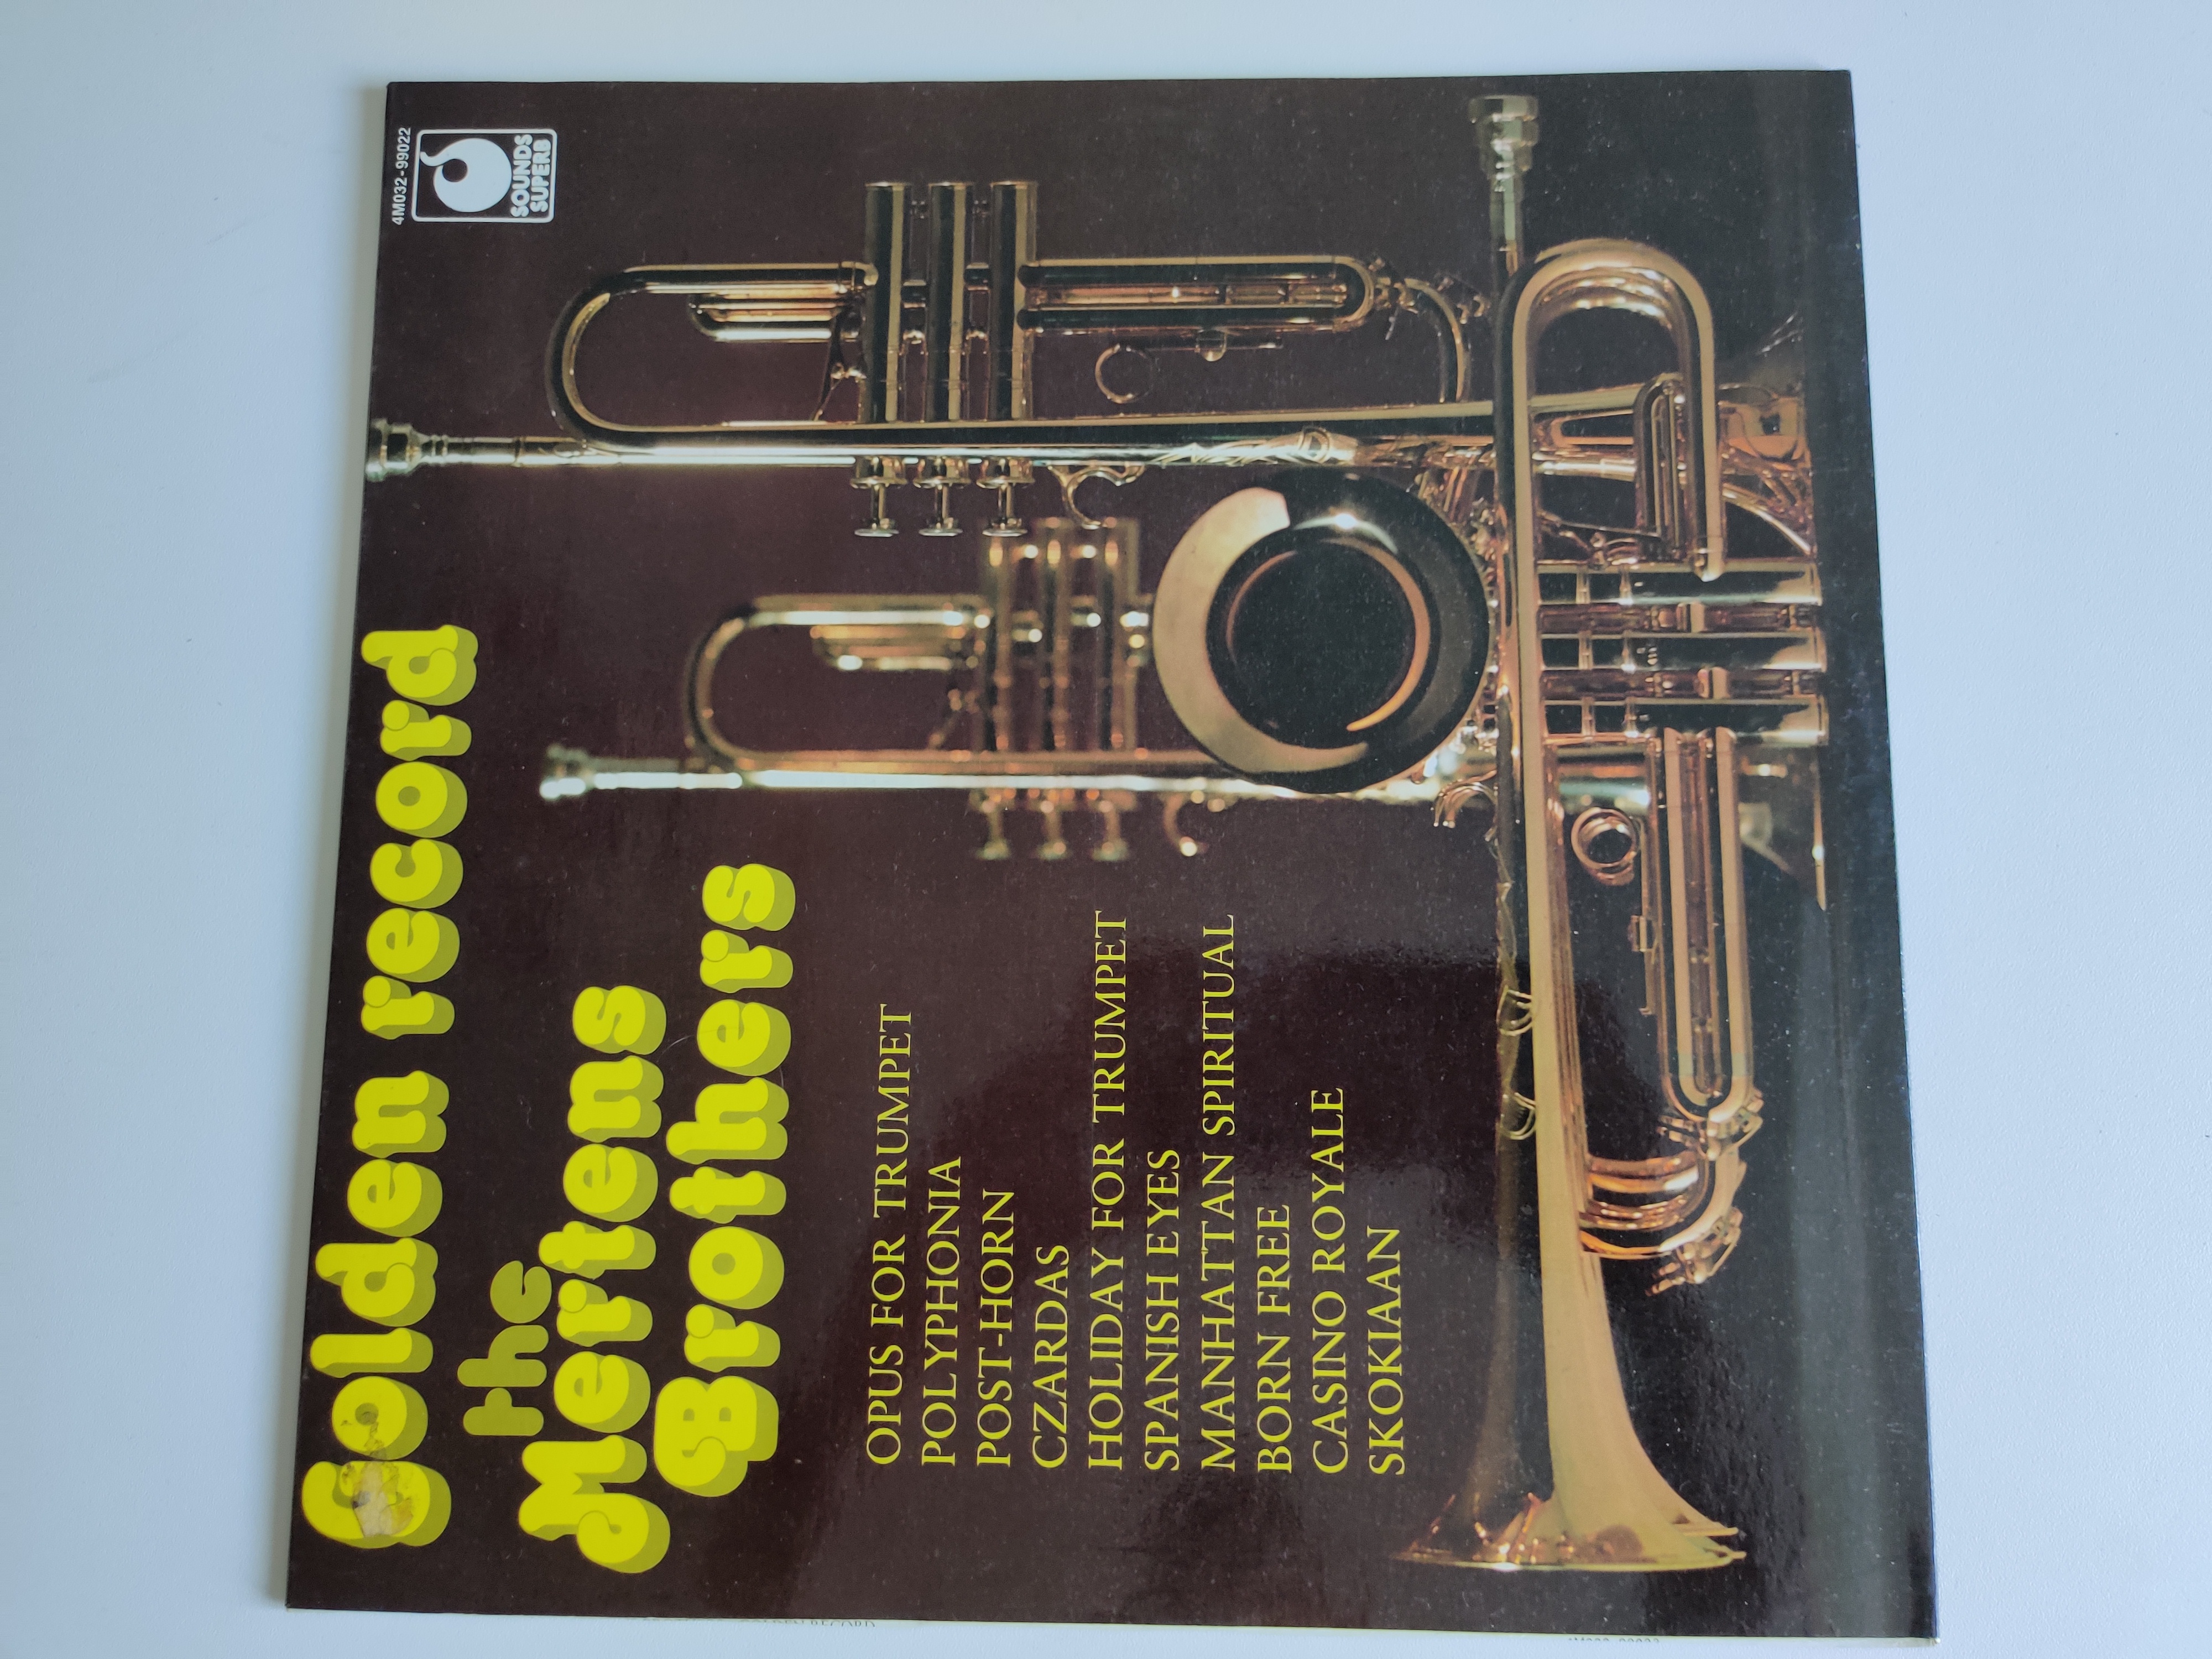 Golden record
the
Mertens
Brothers
4M032-99022
SOUNDS
SUPERB
OPUS FOR TRUMPET
POLYPHONIA
POST-HORN
CZARDAS
HOLIDAY FOR TRUMPET
SPANISH EYES
MANHATTAN SPIRITUAL
BORN FREE
CASINO ROYALE
SKOKIAAN